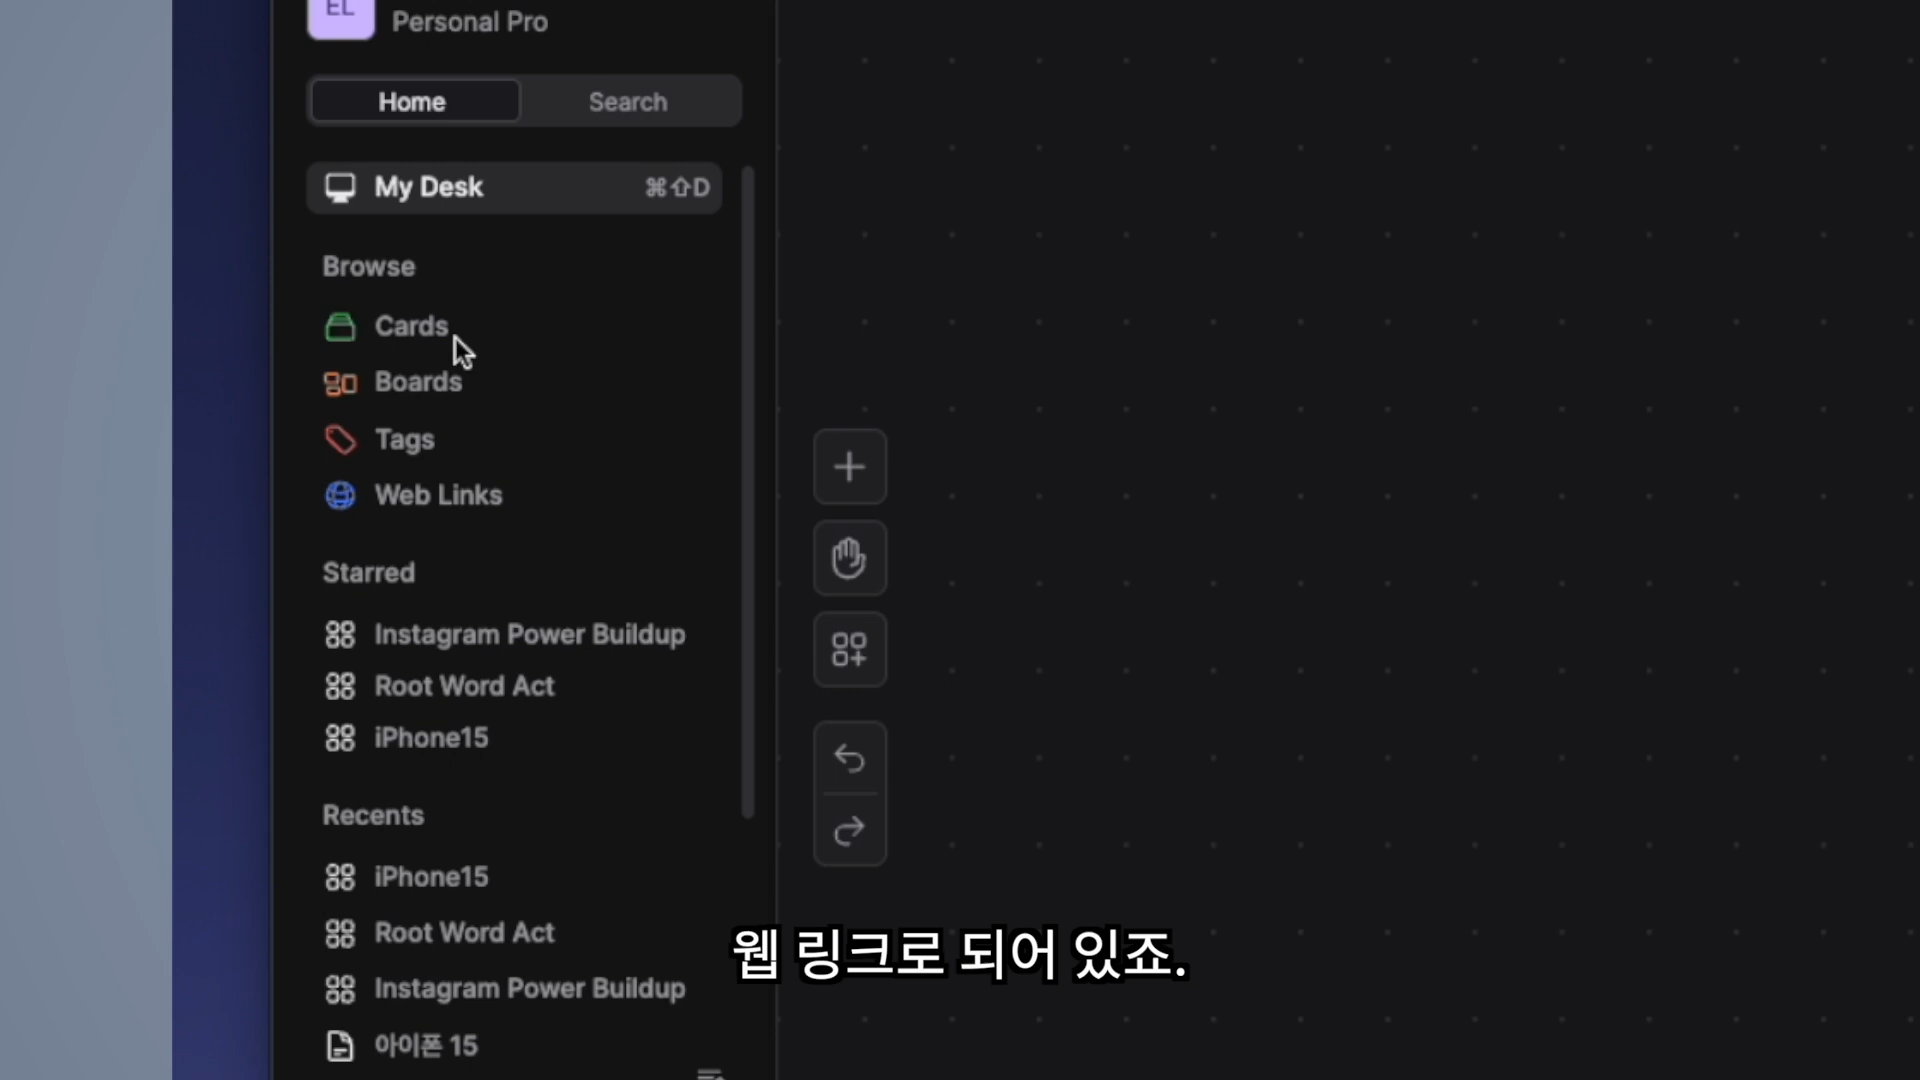 EL
Personal Pro
Home
Search
My Desk ⌘⇧D
Browse
Cards
Boards
Tags
Web Links
Starred
Instagram Power Buildup
Root Word Act
iPhone15
Recents
iPhone15
Root Word Act
Instagram Power Buildup
아이폰 15
웹 링크로 되어 있죠.